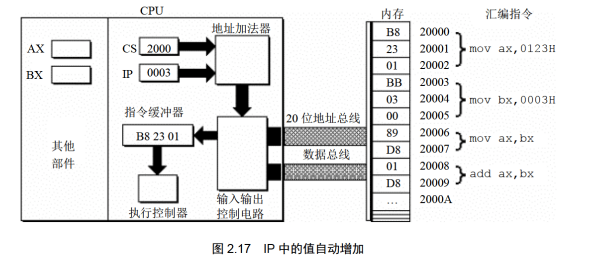 CPU
内存
汇编指令
地址加法器
AX
BX
CS 2000
IP 0003
指令缓冲器
B8 23 01
其他
部件
执行控制器
输入输出
控制电路
20 位地址总线
数据总线
B8 20000
23 20001 mov ax,0123H
01 20002
BB 20003
03 20004 mov bx,0003H
00 20005
89 20006 mov ax,bx
D8 20007
01 20008 add ax,bx
D8 20009
… 2000A
图 2.17 IP 中的值自动增加